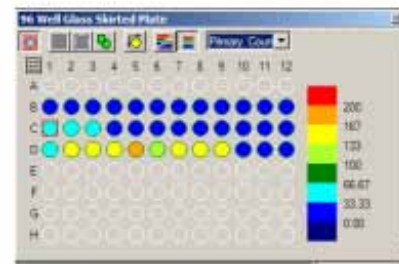 96 Well Glass Skirted Plate
Primary Count
1 2 3 4 5 6 7 8 9 10 11 12
A
B
C
D
E
F
G
H
200
167
133
100
66.67
33.33
0.00